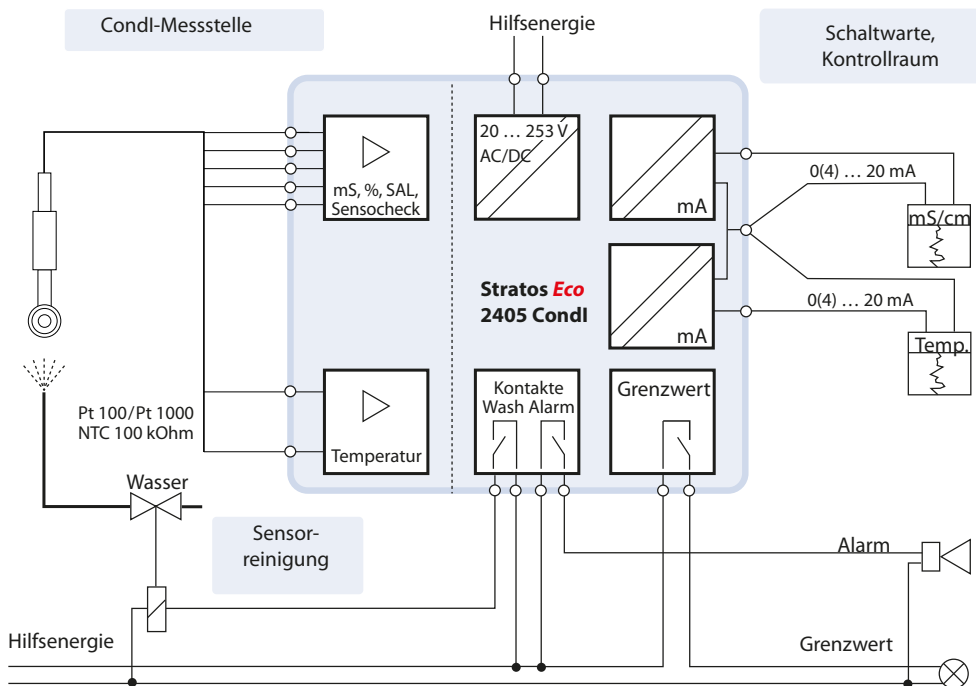 CondI-Messstelle
Hilfsenergie
Schaltwarte,
Kontrollraum
20 … 253 V
AC/DC
mS, %, SAL,
Sensocheck
mA
0(4) … 20 mA
mS/cm
Stratos Eco
2405 CondI
mA
0(4) … 20 mA
Temp.
Pt 100/Pt 1000
NTC 100 kOhm
Temperatur
Kontakte
Wash Alarm
Grenzwert
Wasser
Sensor-
reinigung
Alarm
Hilfsenergie
Grenzwert